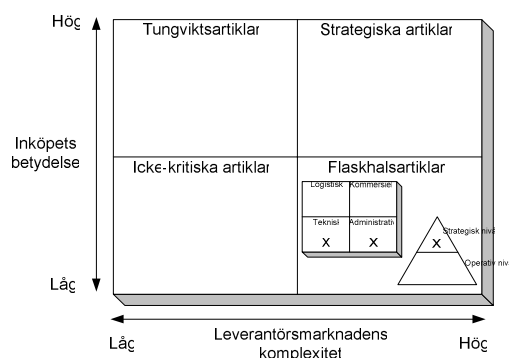 Hög
Tungviktsartiklar
Strategiska artiklar
Inköpets
betydelse
Icke-kritiska artiklar
Flaskhalsartiklar
Logistisk
Kommersiell
Teknisk
Administrativ
x
x
Strategisk nivå
x
Operativ nivå
Låg
Låg
Leverantörsmarknadens
komplexitet
Hög